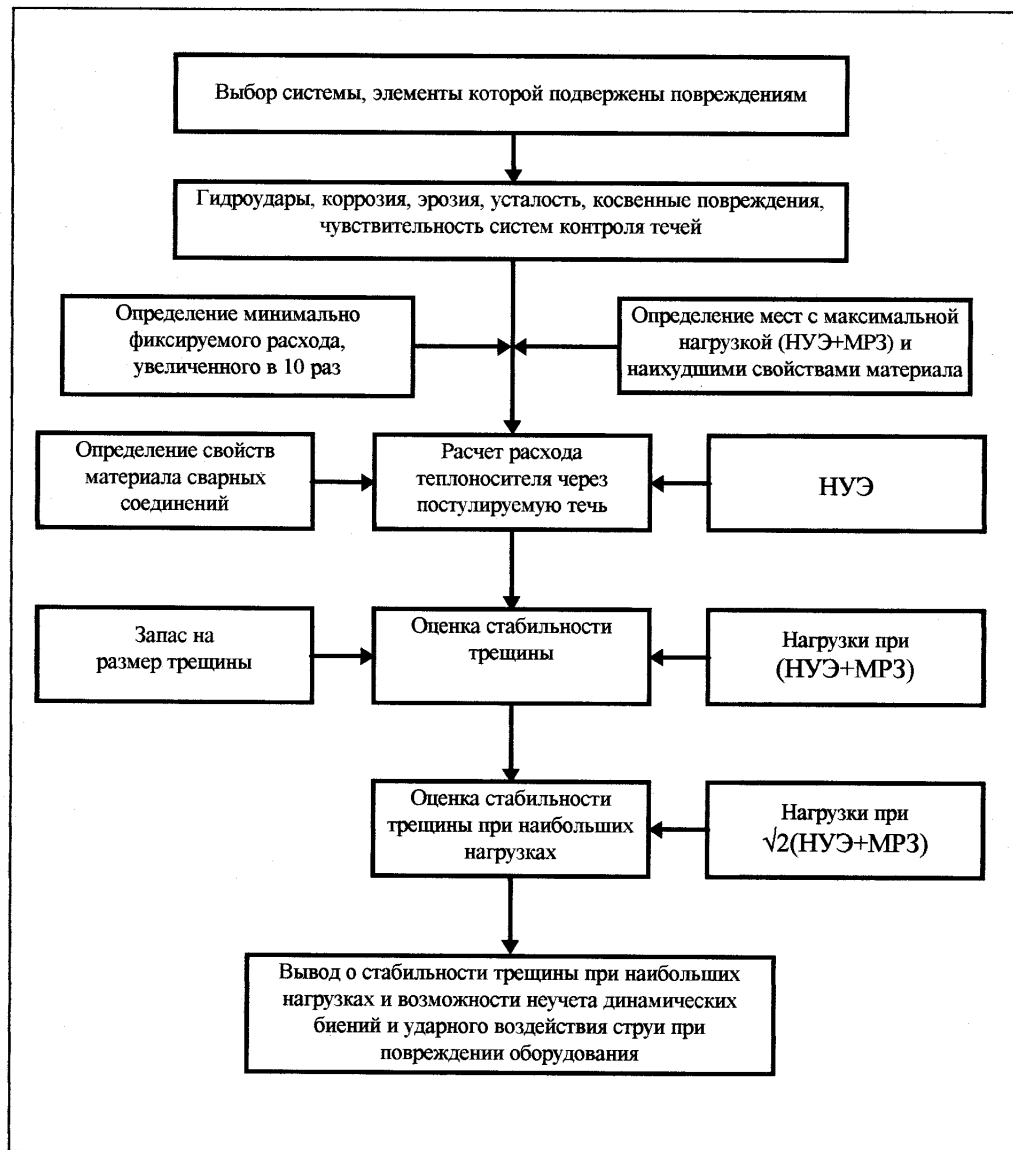 Выбор системы, элементы которой подвержены повреждениям
Гидроудары, коррозия, эрозия, усталость, косвенные повреждения,
чувствительность систем контроля течей
Определение минимально
фиксируемого расхода,
увеличенного в 10 раз
Определение мест с максимальной
нагрузкой (НУЭ+МРЗ) и
наихудшими свойствами материала
Определение свойств
материала сварных
соединений
Расчет расхода
теплоносителя через
постулируемую течь
НУЭ
Запас на
размер трещины
Оценка стабильности
трещины
Нагрузки при
(НУЭ+МРЗ)
Оценка стабильности
трещины при наибольших
нагрузках
Нагрузки при
√2(НУЭ+МРЗ)
Вывод о стабильности трещины при наибольших
нагрузках и возможности неучета динамических
биений и ударного воздействия струи при
повреждении оборудования